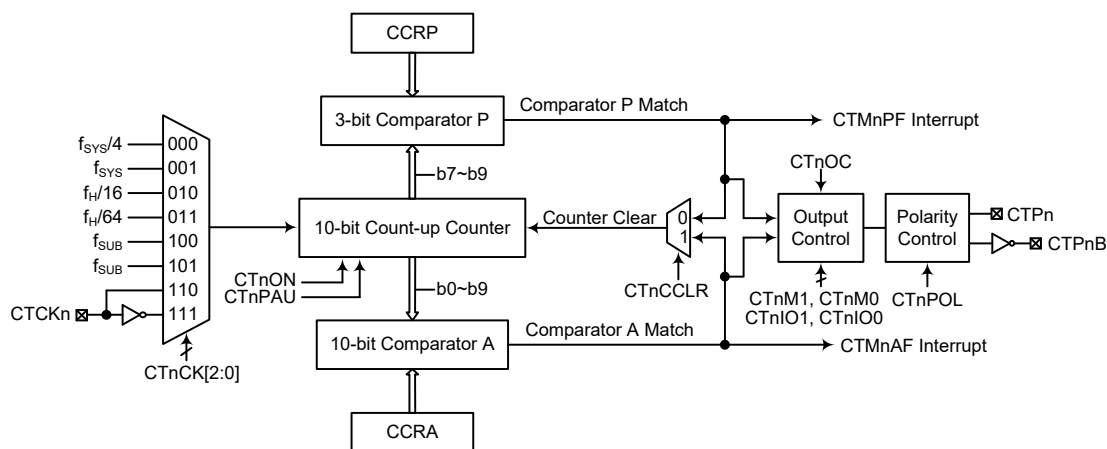 CCRP
3-bit Comparator P
Comparator P Match
CTMnPF Interrupt
b7~b9
fSYS/4
000
fSYS
001
fH/16
010
fH/64
011
fSUB
100
fSUB
101
110
CTCKn
111
CTnCK[2:0]
10-bit Count-up Counter
Counter Clear
0
1
CTnCCLR
CTnON
CTnPAU
b0~b9
CTnOC
Output
Control
CTnM1, CTnM0
CTnIO1, CTnIO0
Polarity
Control
CTnPOL
CTPn
CTPnB
10-bit Comparator A
Comparator A Match
CTMnAF Interrupt
CCRA